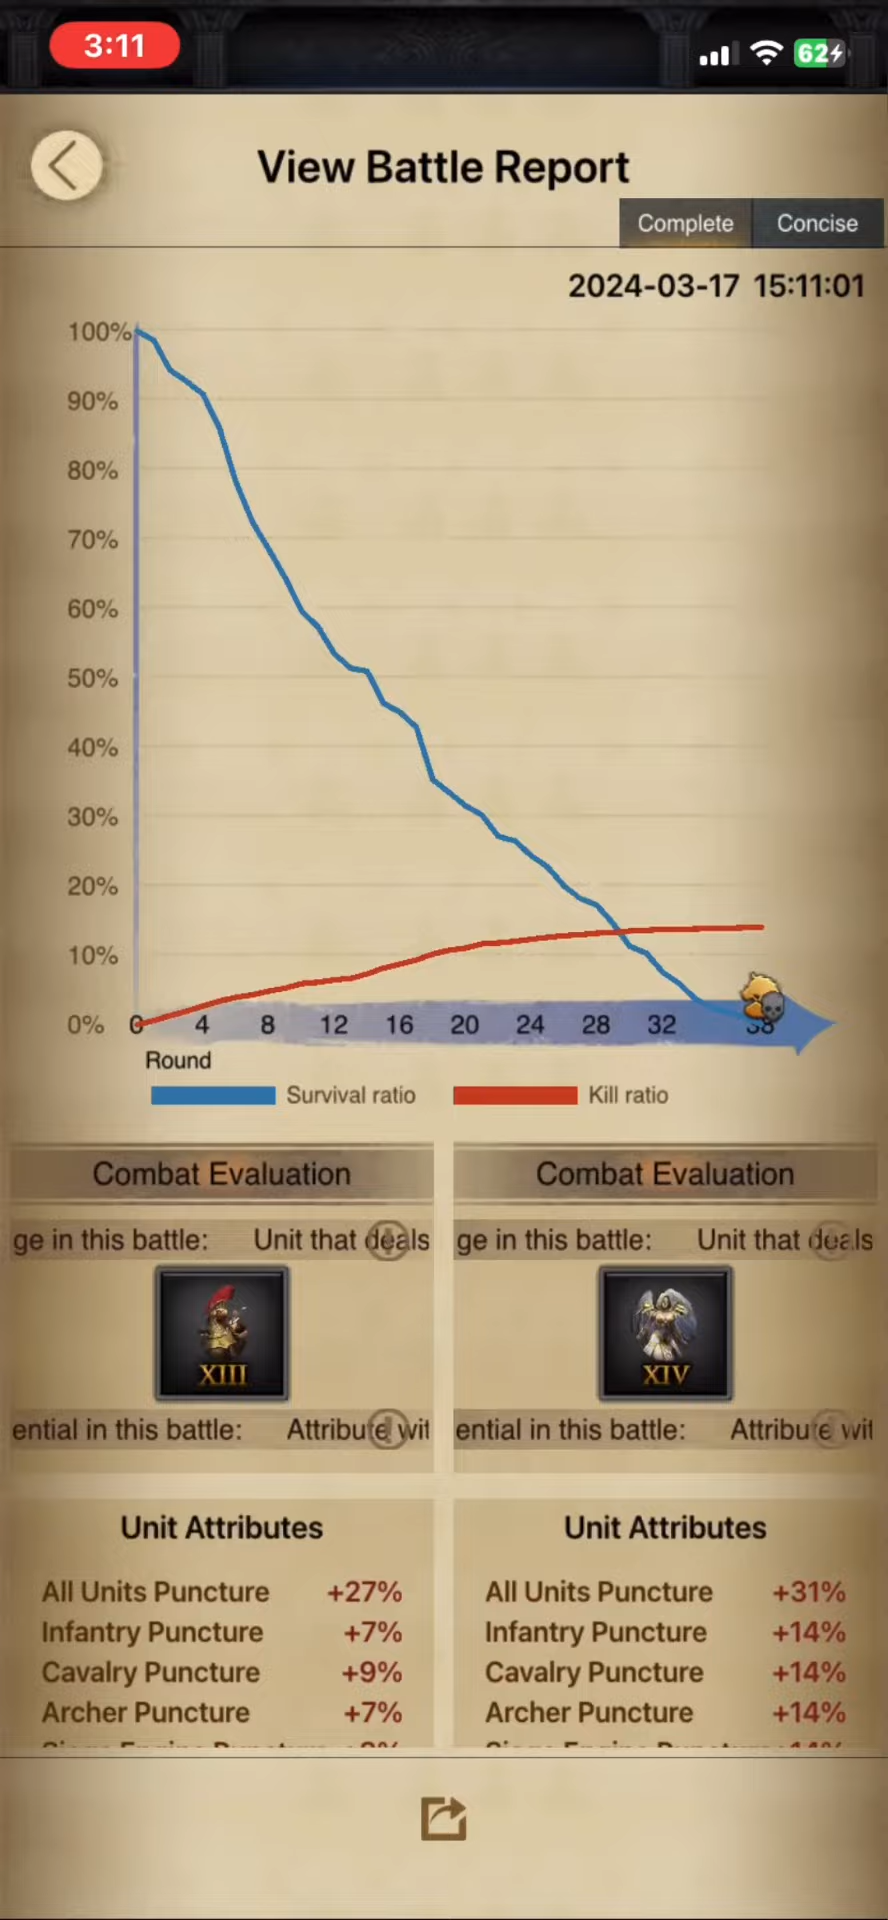 3:11
62
View Battle Report
Complete Concise
2024-03-17 15:11:01
100%
90%
80%
70%
60%
50%
40%
30%
20%
10%
0% 0 4 8 12 16 20 24 28 32 38
Round
Survival ratio Kill ratio
Combat Evaluation Combat Evaluation
ge in this battle: Unit that deals ge in this battle: Unit that deals
XIII XIV
ential in this battle: Attribute wit ential in this battle: Attribute wit
Unit Attributes Unit Attributes
All Units Puncture +27% All Units Puncture +31%
Infantry Puncture +7% Infantry Puncture +14%
Cavalry Puncture +9% Cavalry Puncture +14%
Archer Puncture +7% Archer Puncture +14%